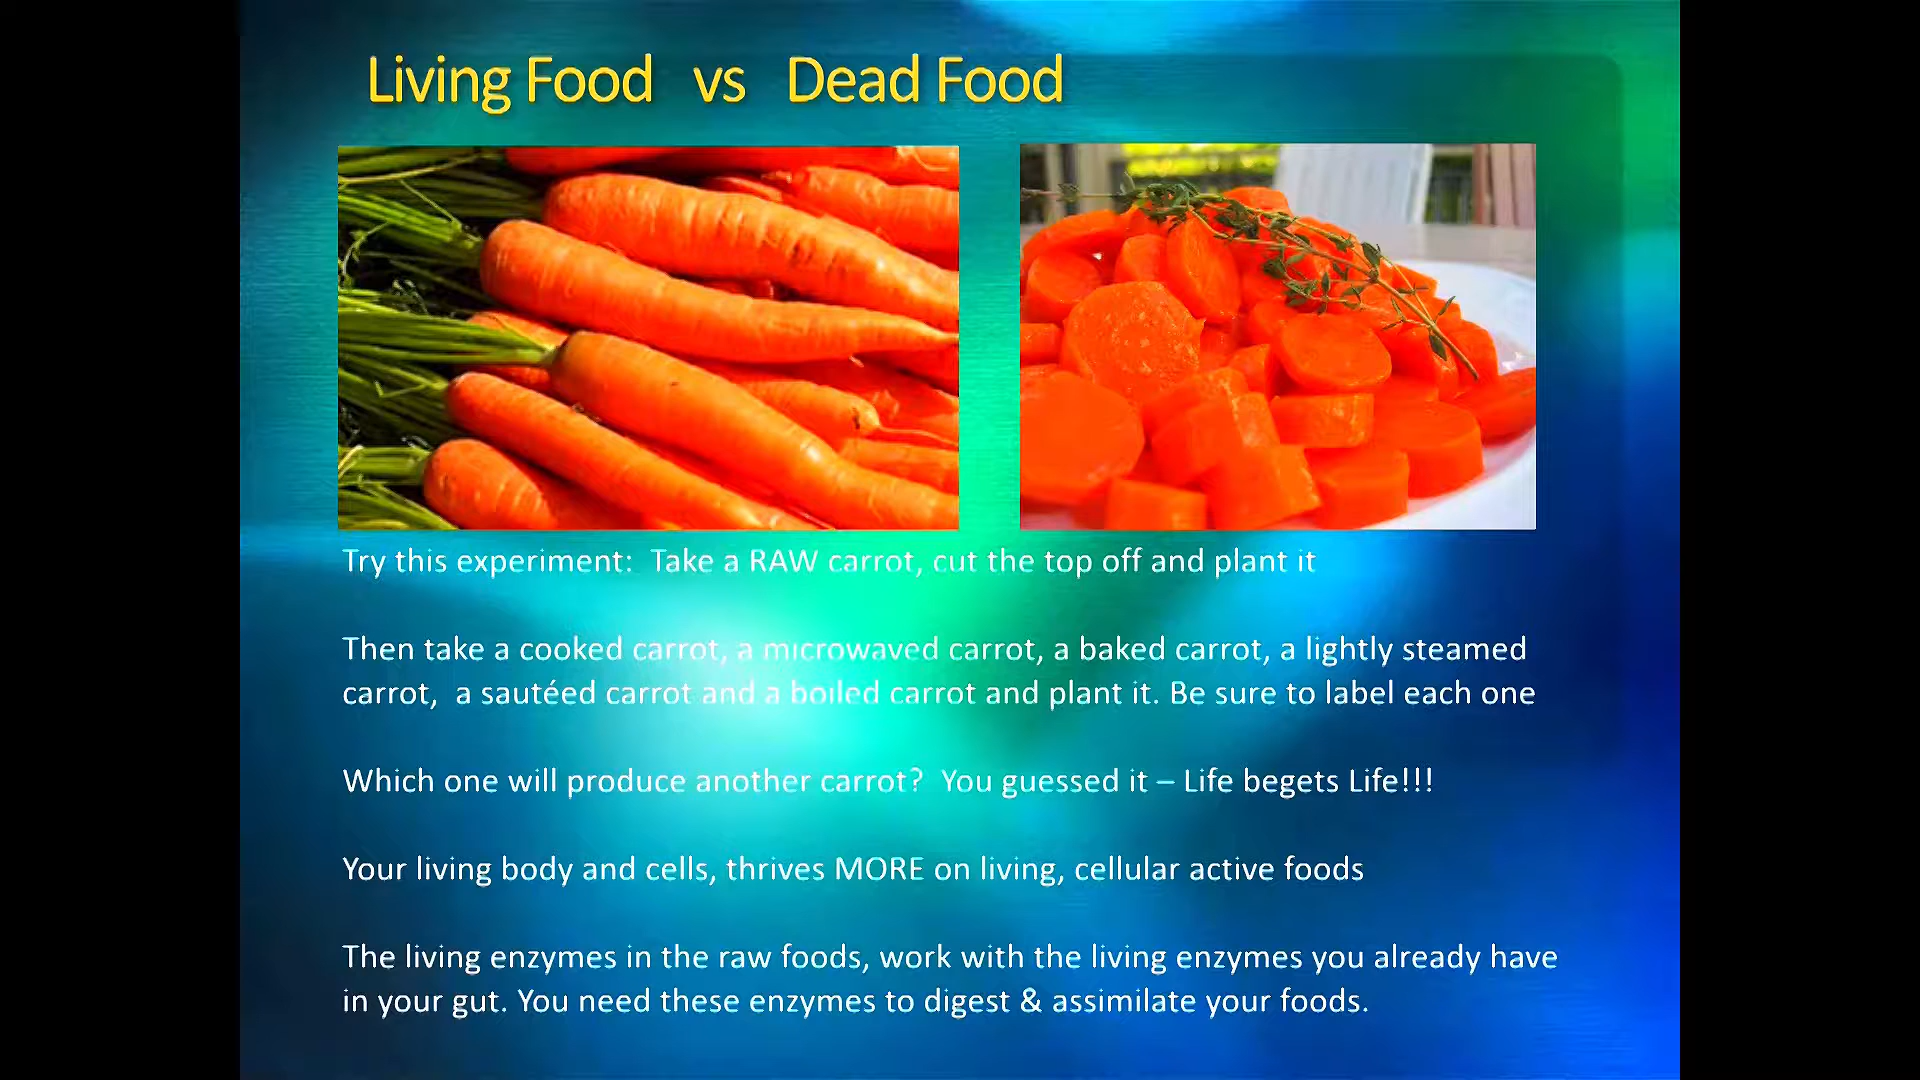 Living Food vs Dead Food
Try this experiment: Take a RAW carrot, cut the top off and plant it
Then take a cooked carrot, a microwaved carrot, a baked carrot, a lightly steamed
carrot, a sautéed carrot and a boiled carrot and plant it. Be sure to label each one
Which one will produce another carrot? You guessed it – Life begets Life!!!
Your living body and cells, thrives MORE on living, cellular active foods
The living enzymes in the raw foods, work with the living enzymes you already have
in your gut. You need these enzymes to digest & assimilate your foods.